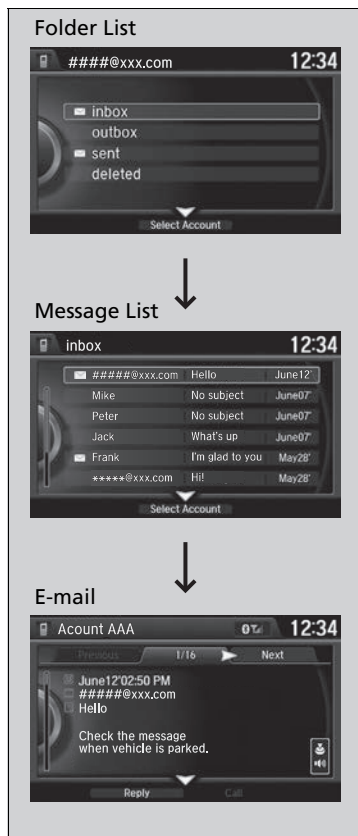 Folder List
####@xxx.com 12:34
inbox
outbox
sent
deleted
Select Account
Message List
inbox 12:34
#####@xxx.com Hello June12'
Mike No subject June07'
Peter No subject June07'
Jack What's up June07'
Frank I'm glad to you May28'
*****@xxx.com Hi! May28'
Select Account
E-mail
Acount AAA 12:34
Previous 1/16 Next
June12'02:50 PM
#####@xxx.com
Hello
Check the message
when vehicle is parked.
Reply Call